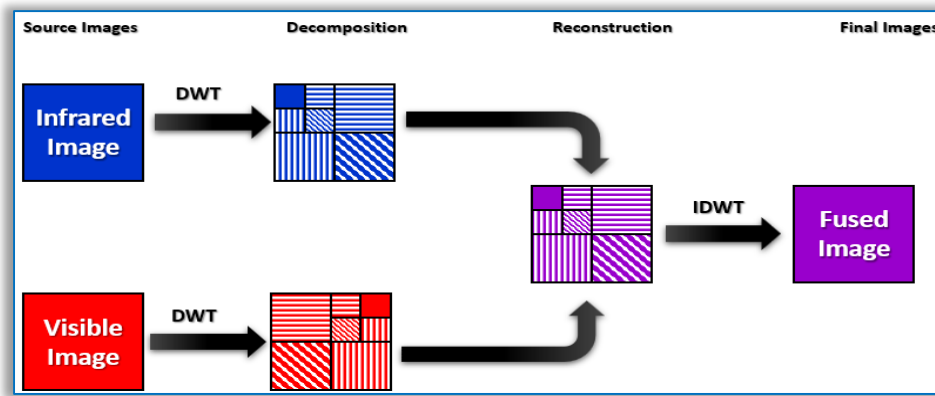 Source Images
Decomposition
Reconstruction
Final Images
Infrared
Image
DWT
IDWT
Fused
Image
Visible
Image
DWT